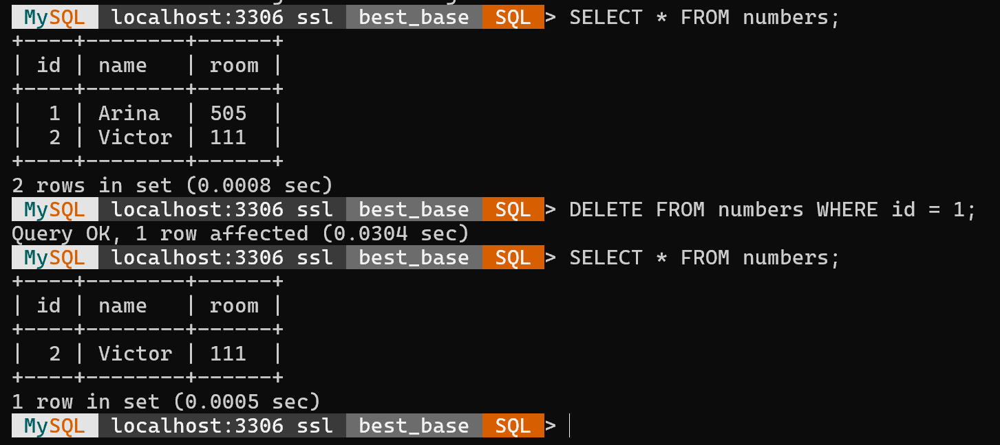 MySQL localhost:3306 ssl best_base SQL > SELECT * FROM numbers;
+----+--------+------+
| id | name   | room |
+----+--------+------+
|  1 | Arina  | 505  |
|  2 | Victor | 111  |
+----+--------+------+
2 rows in set (0.0008 sec)
MySQL localhost:3306 ssl best_base SQL > DELETE FROM numbers WHERE id = 1;
Query OK, 1 row affected (0.0304 sec)
MySQL localhost:3306 ssl best_base SQL > SELECT * FROM numbers;
+----+--------+------+
| id | name   | room |
+----+--------+------+
|  2 | Victor | 111  |
+----+--------+------+
1 row in set (0.0005 sec)
MySQL localhost:3306 ssl best_base SQL >